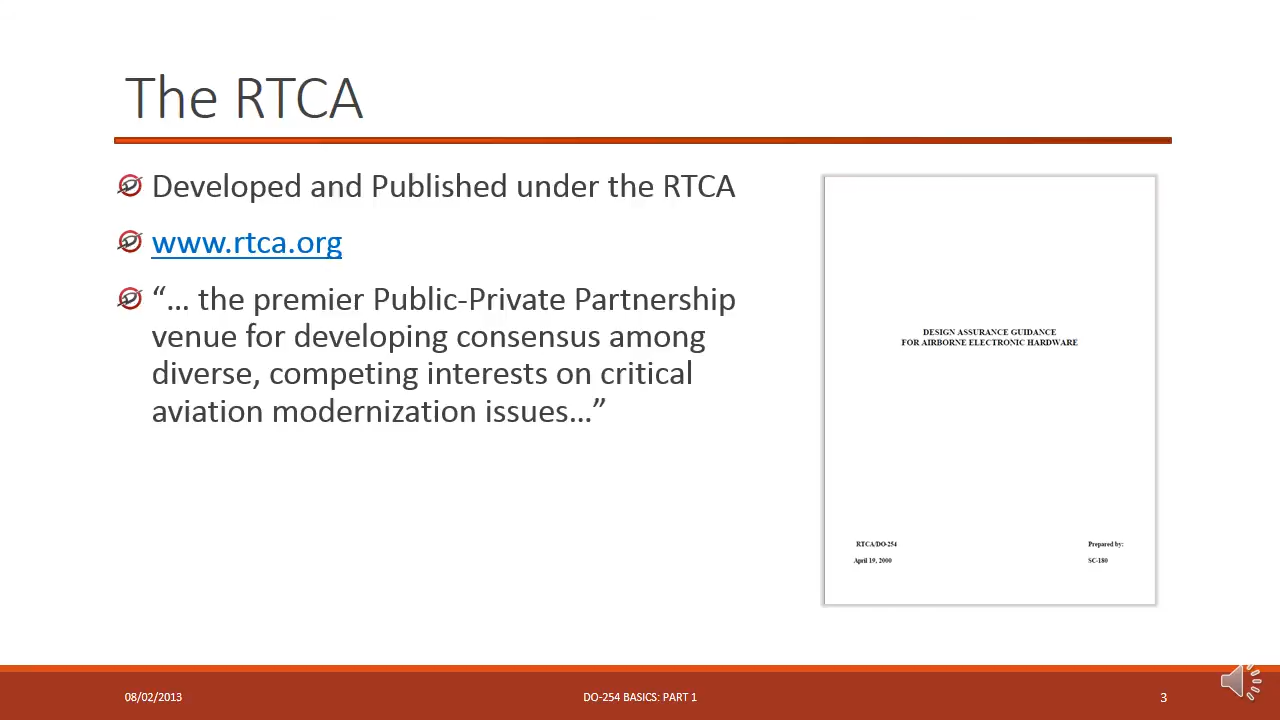 The RTCA
Developed and Published under the RTCA
www.rtca.org
“… the premier Public-Private Partnership
venue for developing consensus among
diverse, competing interests on critical
aviation modernization issues…”
DESIGN ASSURANCE GUIDANCE
FOR AIRBORNE ELECTRONIC HARDWARE
RTCA/DO-254
Prepared by:
April 19, 2000
SC-180
08/02/2013
DO-254 BASICS: PART 1
3